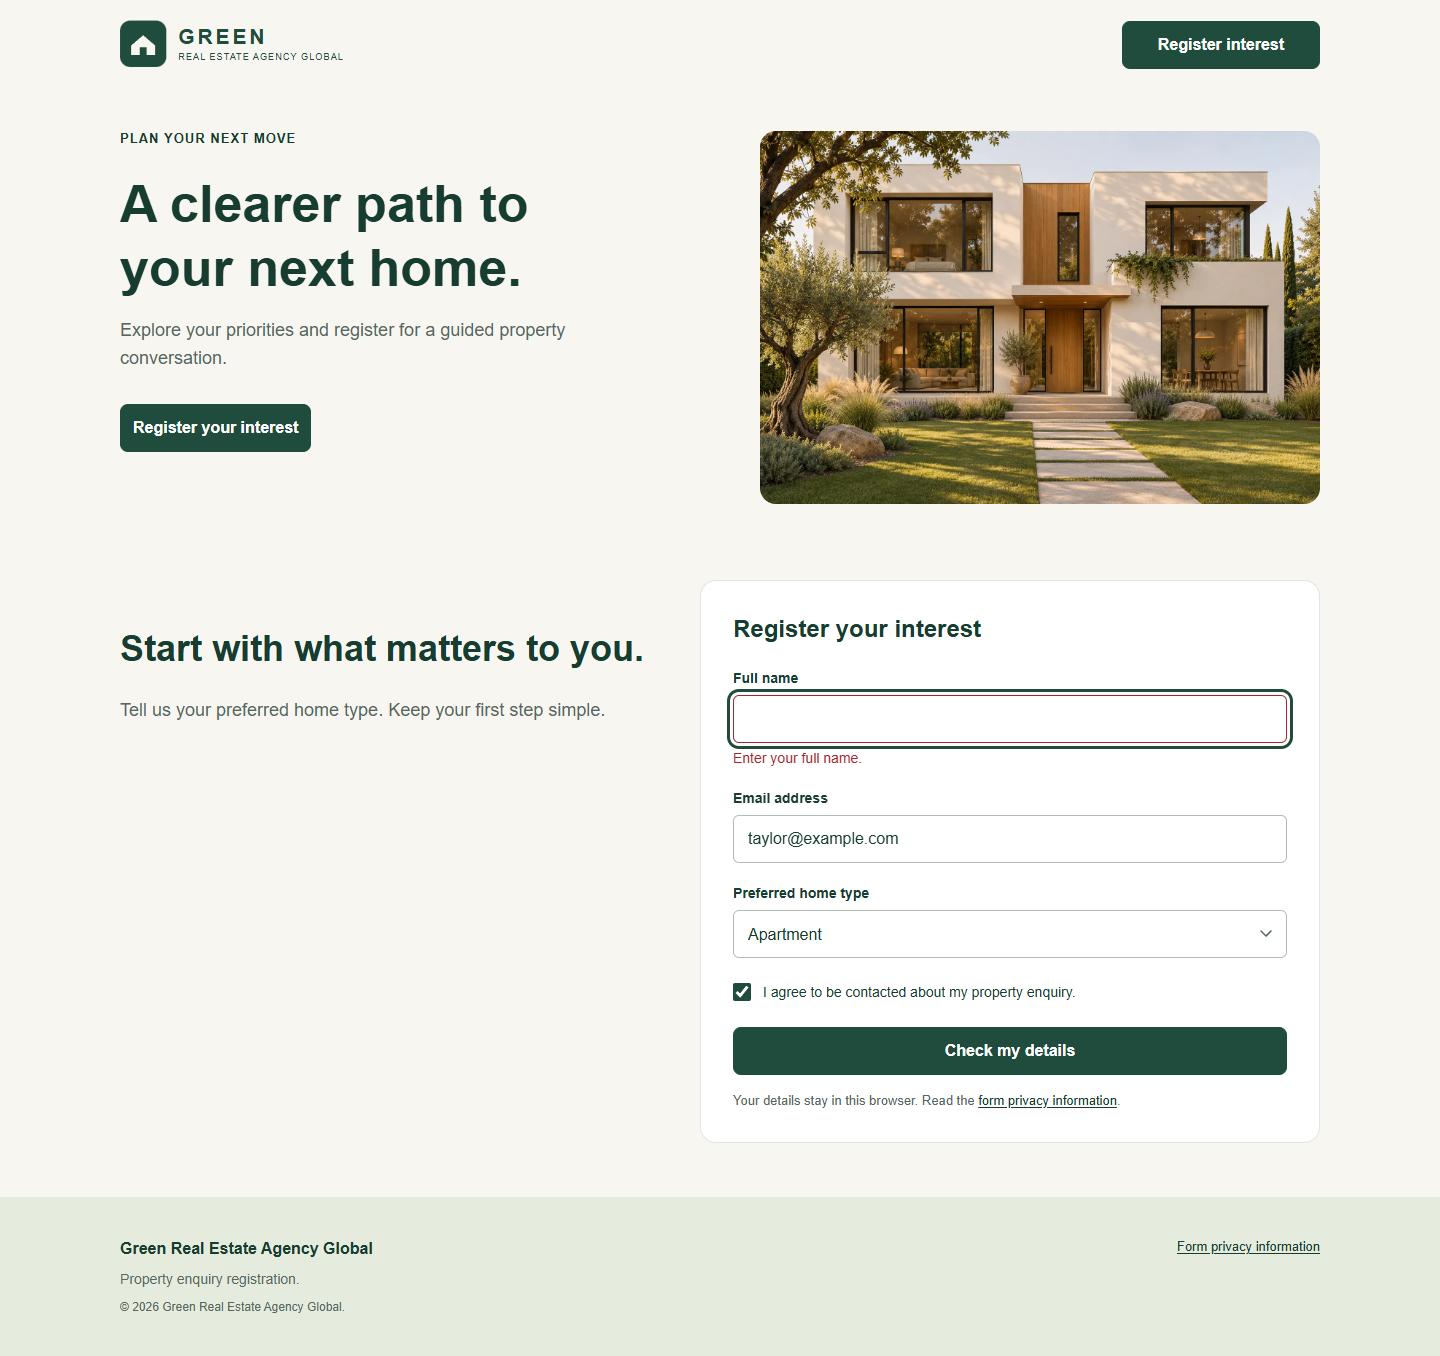 GREEN
REAL ESTATE AGENCY GLOBAL
Register interest
PLAN YOUR NEXT MOVE
A clearer path to
your next home.
Explore your priorities and register for a guided property
conversation.
Register your interest
Start with what matters to you.
Tell us your preferred home type. Keep your first step simple.
Register your interest
Full name
Enter your full name.
Email address
taylor@example.com
Preferred home type
Apartment
I agree to be contacted about my property enquiry.
Check my details
Your details stay in this browser. Read the form privacy information.
Green Real Estate Agency Global
Form privacy information
Property enquiry registration.
© 2026 Green Real Estate Agency Global.